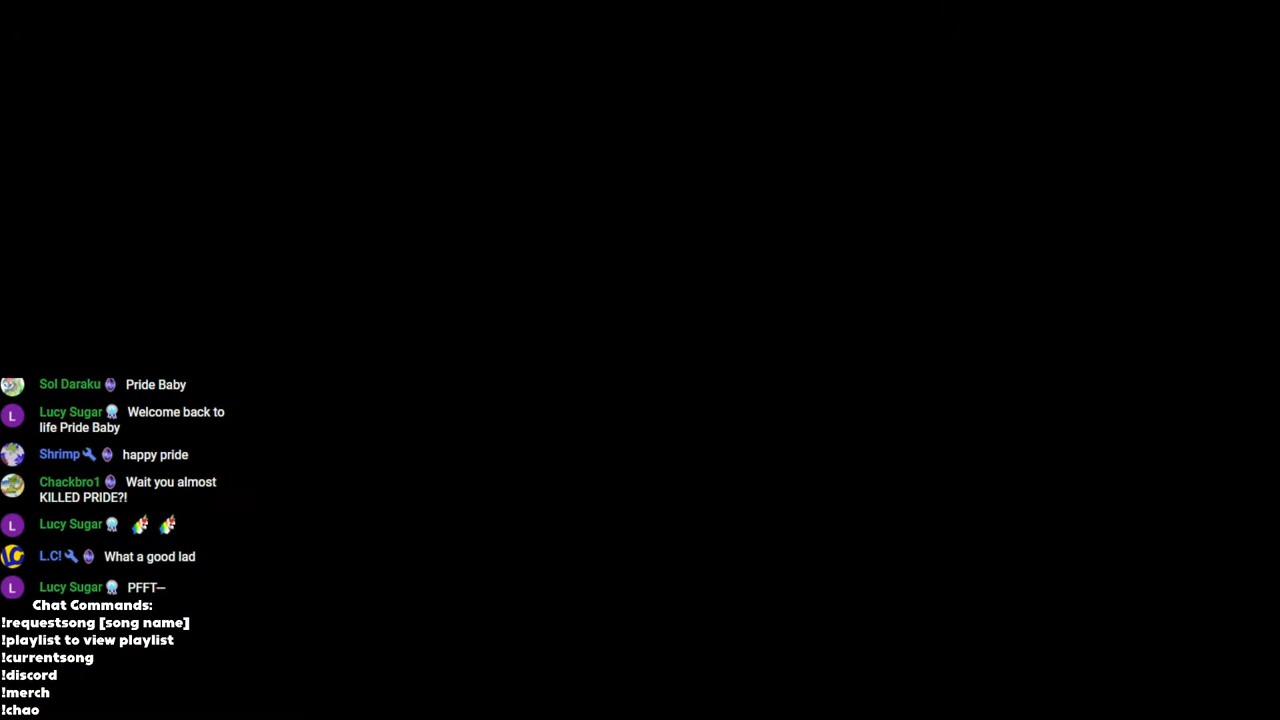 Sol Daraku Pride Baby
L Lucy Sugar Welcome back to
life Pride Baby
Shrimp happy pride
Chackbro1 Wait you almost
KILLED PRIDE?!
L Lucy Sugar
LC L.C! What a good lad
L Lucy Sugar PFFT—
Chat Commands:
!requestsong [song name]
!playlist to view playlist
!currentsong
!discord
!merch
!chao